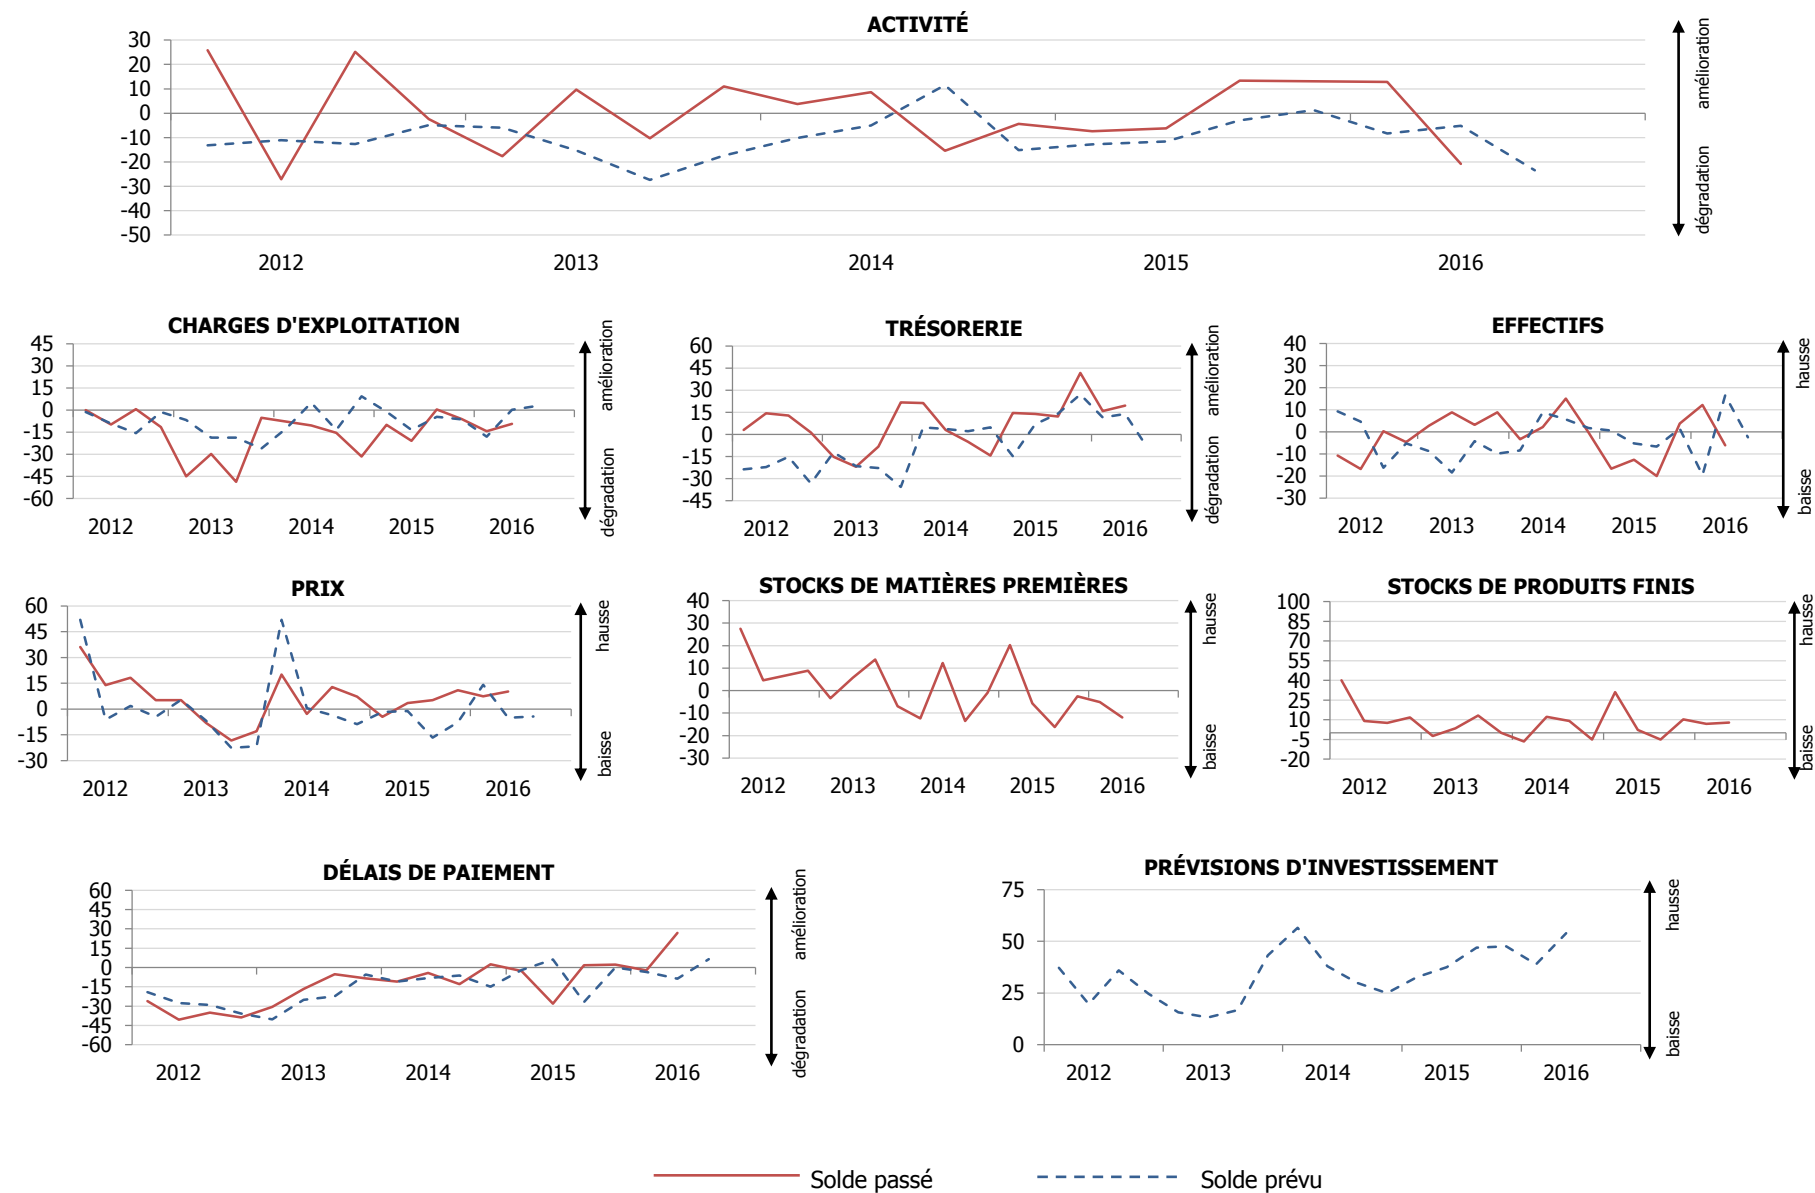 ACTIVITÉ
30
20
10
0
-10
-20
-30
-40
-50
2012 2013 2014 2015 2016
amélioration
dégradation
CHARGES D'EXPLOITATION
45
30
15
0
-15
-30
-45
-60
2012 2013 2014 2015 2016
amélioration
dégradation
TRÉSORERIE
60
45
30
15
0
-15
-30
-45
2012 2013 2014 2015 2016
amélioration
dégradation
EFFECTIFS
40
30
20
10
0
-10
-20
-30
2012 2013 2014 2015 2016
hausse
baisse
PRIX
60
45
30
15
0
-15
-30
2012 2013 2014 2015 2016
hausse
baisse
STOCKS DE MATIÈRES PREMIÈRES
40
30
20
10
0
-10
-20
-30
2012 2013 2014 2015 2016
hausse
baisse
STOCKS DE PRODUITS FINIS
100
85
70
55
40
25
10
-5
-20
2012 2013 2014 2015 2016
hausse
baisse
DÉLAIS DE PAIEMENT
60
45
30
15
0
-15
-30
-45
-60
2012 2013 2014 2015 2016
amélioration
dégradation
PRÉVISIONS D'INVESTISSEMENT
75
50
25
0
2012 2013 2014 2015 2016
hausse
baisse
Solde passé Solde prévu